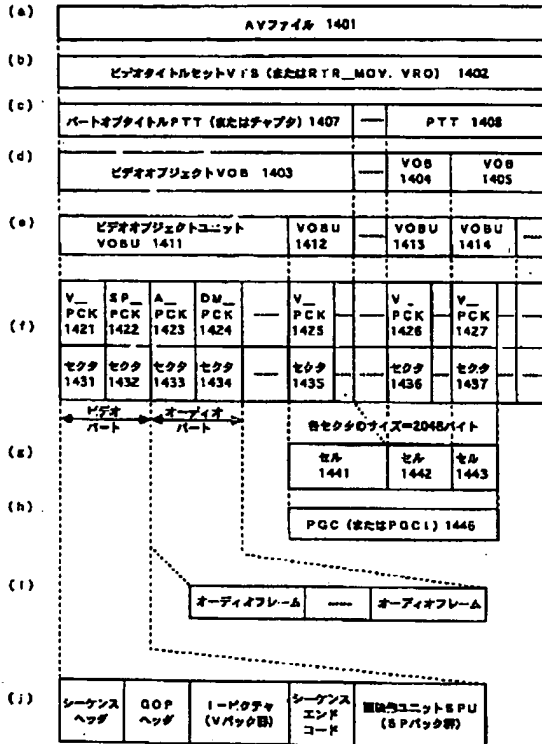 (a)
AVファイル 1401
(b)
ビデオタイトルセットVTS (またはRTR_MOV. VRO) 1402
(c)
パートオブタイトルPTT (またはチャプタ) 1407
PTT 1408
(d)
ビデオオブジェクトVOB 1403
VOB
1404
VOB
1405
(e)
ビデオオブジェクトユニット
VOBU 1411
VOBU
1412
VOBU
1413
VOBU
1414
(f)
V_
PCK
1421
SP_
PCK
1422
A_
PCK
1423
DM_
PCK
1424
V_
PCK
1425
V_
PCK
1426
V_
PCK
1427
セクタ
1431
セクタ
1432
セクタ
1433
セクタ
1434
セクタ
1435
セクタ
1436
セクタ
1437
ビデオ
パート
オーディオ
パート
各セクタのサイズ=2048バイト
(g)
セル
1441
セル
1442
セル
1443
(h)
PGC (またはPGCI) 1446
(i)
オーディオフレーム
オーディオフレーム
(j)
シーケンス
ヘッダ
GOP
ヘッダ
I-ピクチャ
(Vパック群)
シーケンス
エンド
コード
副映像ユニットSPU
(SPパック群)